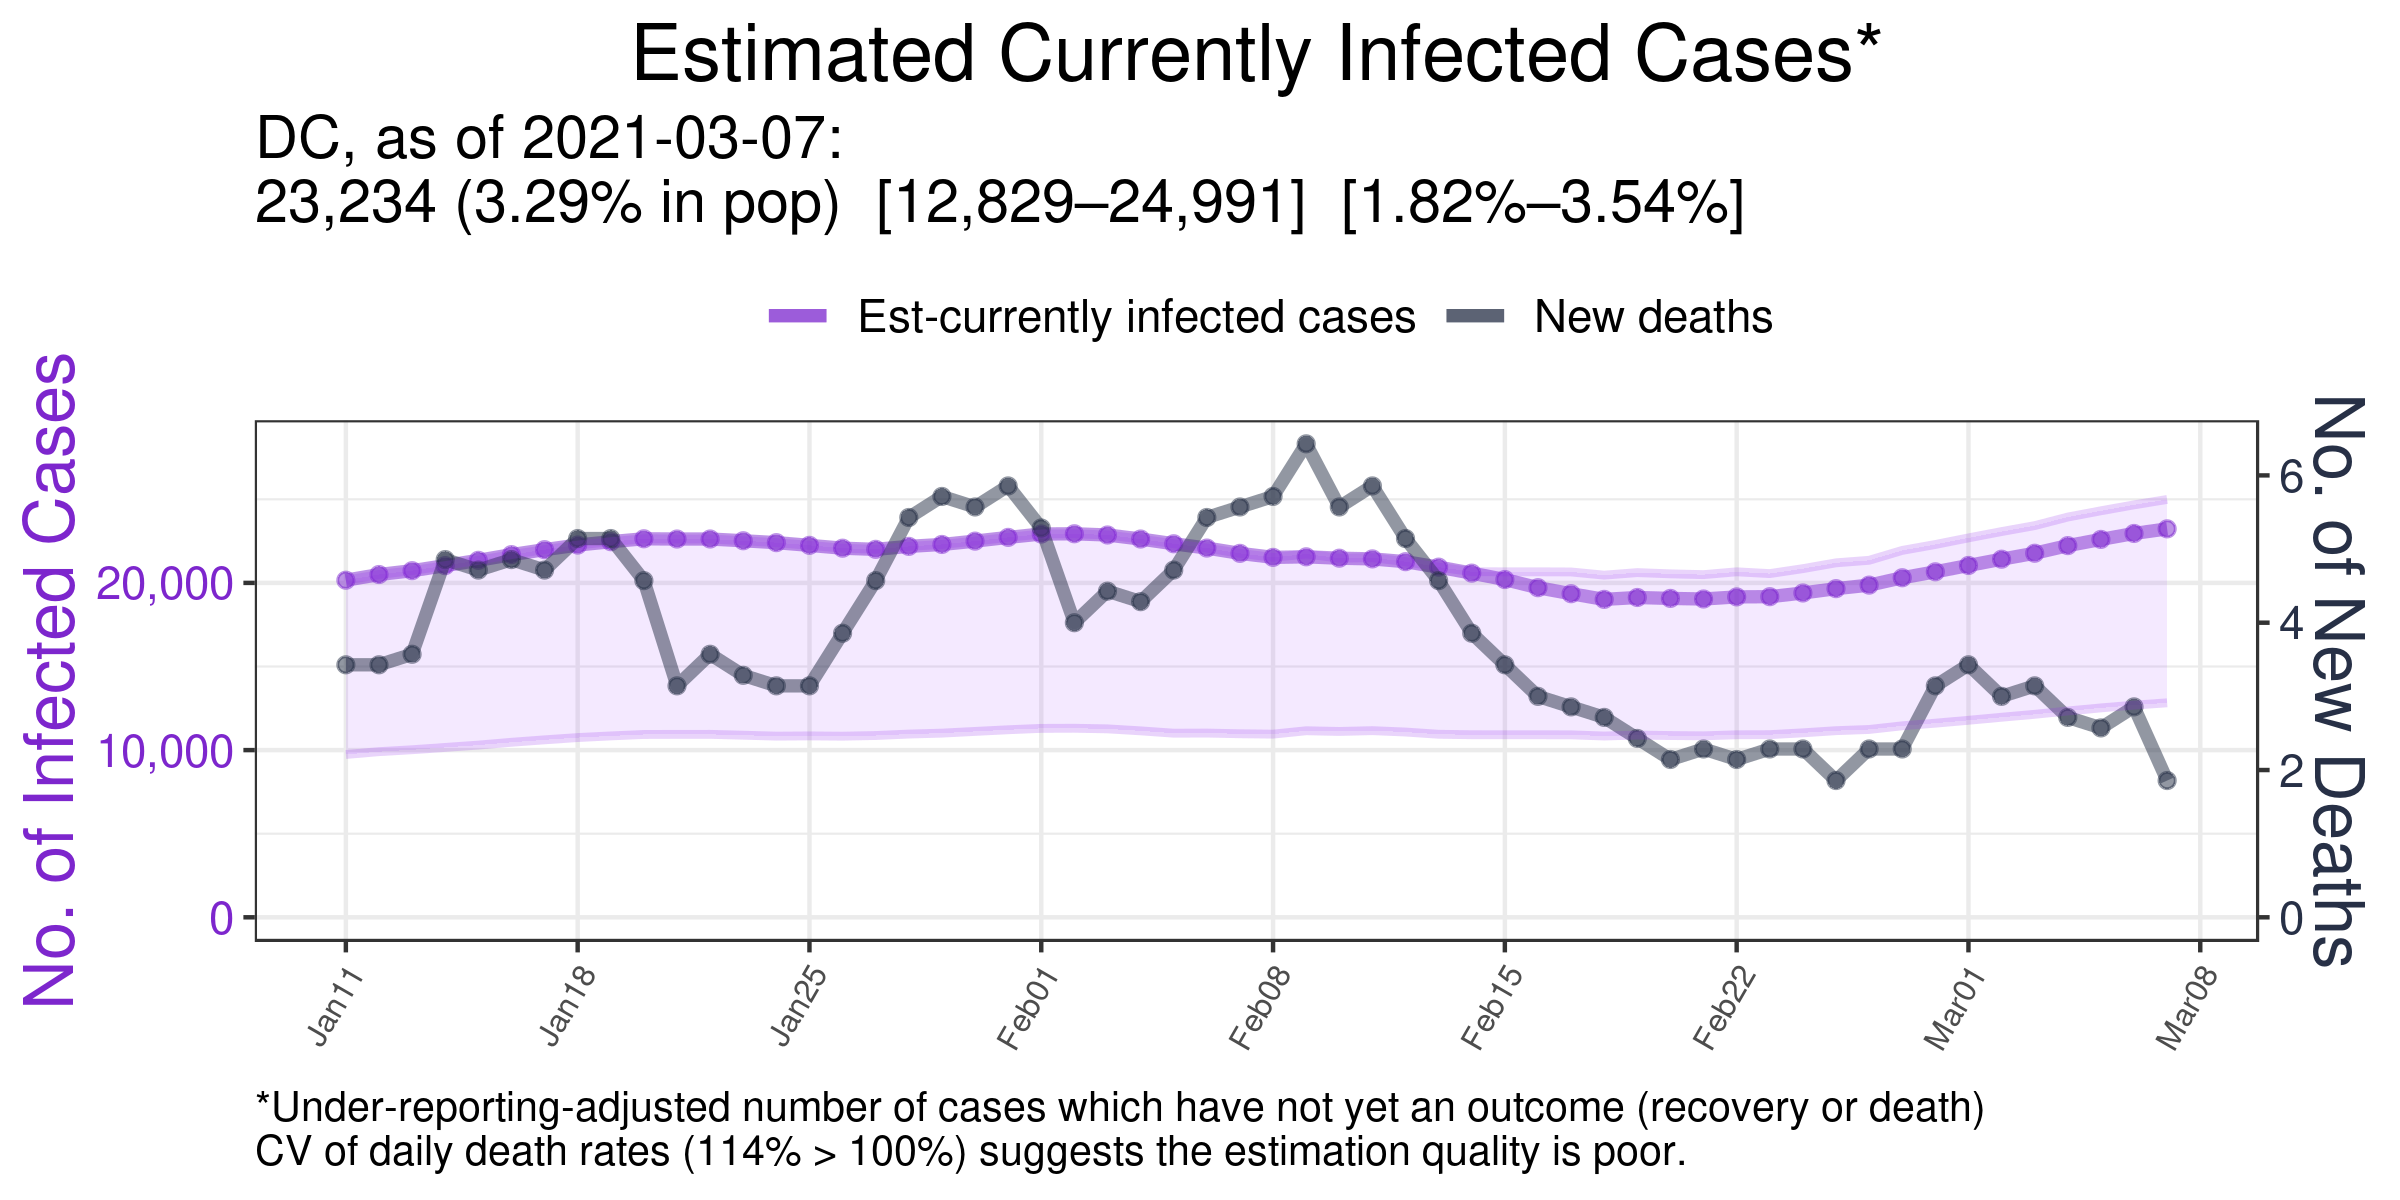 Estimated Currently Infected Cases*
DC, as of 2021-03-07:
23,234 (3.29% in pop) [12,829–24,991] [1.82%–3.54%]
Est-currently infected cases
New deaths
No. of Infected Cases
20,000
10,000
0
6
4
2
0
No. of New Deaths
Jan11
Jan18
Jan25
Feb01
Feb08
Feb15
Feb22
Mar01
Mar08
*Under-reporting-adjusted number of cases which have not yet an outcome (recovery or death)
CV of daily death rates (114% > 100%) suggests the estimation quality is poor.